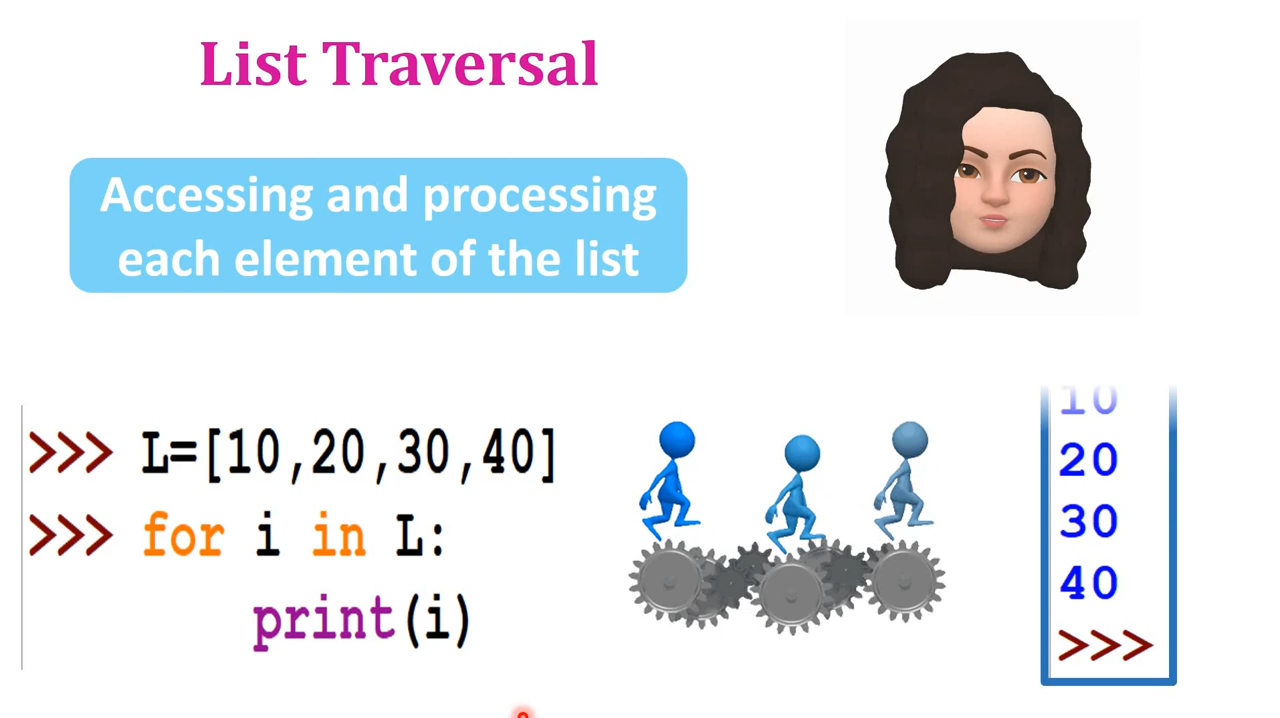 List Traversal
Accessing and processing
each element of the list
>>> L=[10,20,30,40]
>>> for i in L:
print(i)
10
20
30
40
>>>